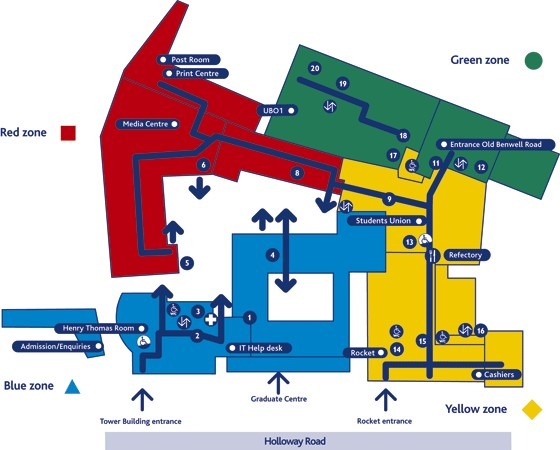 Post Room
Print Centre
Green zone
20
19
UBO1
Media Centre
18
Red zone
Entrance Old Benwell Road
17
11
12
6
8
9
Students Union
13
4
5
Refectory
3
1
Henry Thomas Room
2
16
15
Admission/Enquiries
IT Help desk
Rocket
14
Cashiers
Blue zone
Graduate Centre
Yellow zone
Tower Building entrance
Rocket entrance
Holloway Road